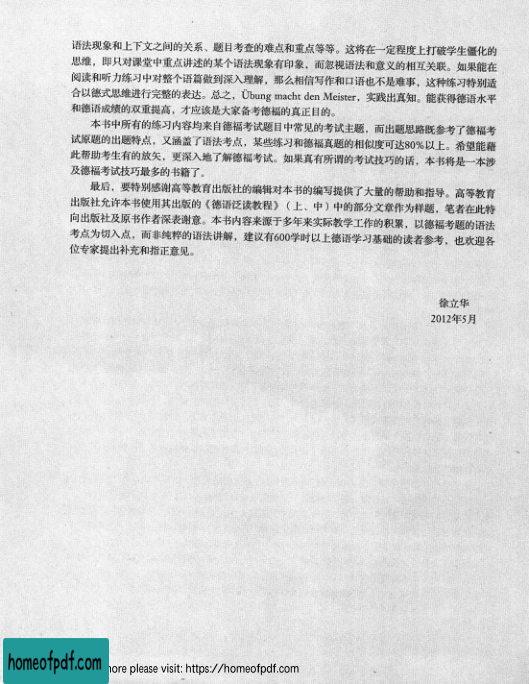 语法现象和上下文之间的关系、题目考查的难点和重点等等。这将在一定程度上打破学生僵化的
思维，即只对课堂中重点讲述的某个语法现象有印象，而忽视语法和意义的相互关联。如果能在
阅读和听力练习中对整个语篇做到深入理解，那么相信写作和口语也不是难事，这种练习特别适
合以德式思维进行完整的表达。总之，Übung macht den Meister，实践出真知。能获得德语水平
和德语成绩的双重提高，才应该是大家备考德福的真正目的。
本书中所有的练习内容均来自德福考试题目中常见的考试主题，而出题思路既参考了德福考
试原题的出题特点，又涵盖了语法考点，某些练习和德福真题的相似度可达80%以上。希望能藉
此帮助考生有的放矢，更深入地了解德福考试。如果真有所谓的考试技巧的话，本书将是一本涉
及德福考试技巧最多的书籍了。
最后，要特别感谢高等教育出版社的编辑对本书的编写提供了大量的帮助和指导。高等教育
出版社允许本书使用其出版的《德语泛读教程》（上、中）中的部分文章作为样题，笔者在此特
向出版社及原书作者深表谢意。本书内容来源于多年来实际教学工作的积累，以德福考题的语法
考点为切入点，而非纯粹的语法讲解，建议有600学时以上德语学习基础的读者参考，也欢迎各
位专家提出补充和指正意见。
徐立华
2012年5月
homeofpdf.com
more please visit: https://homeofpdf.com